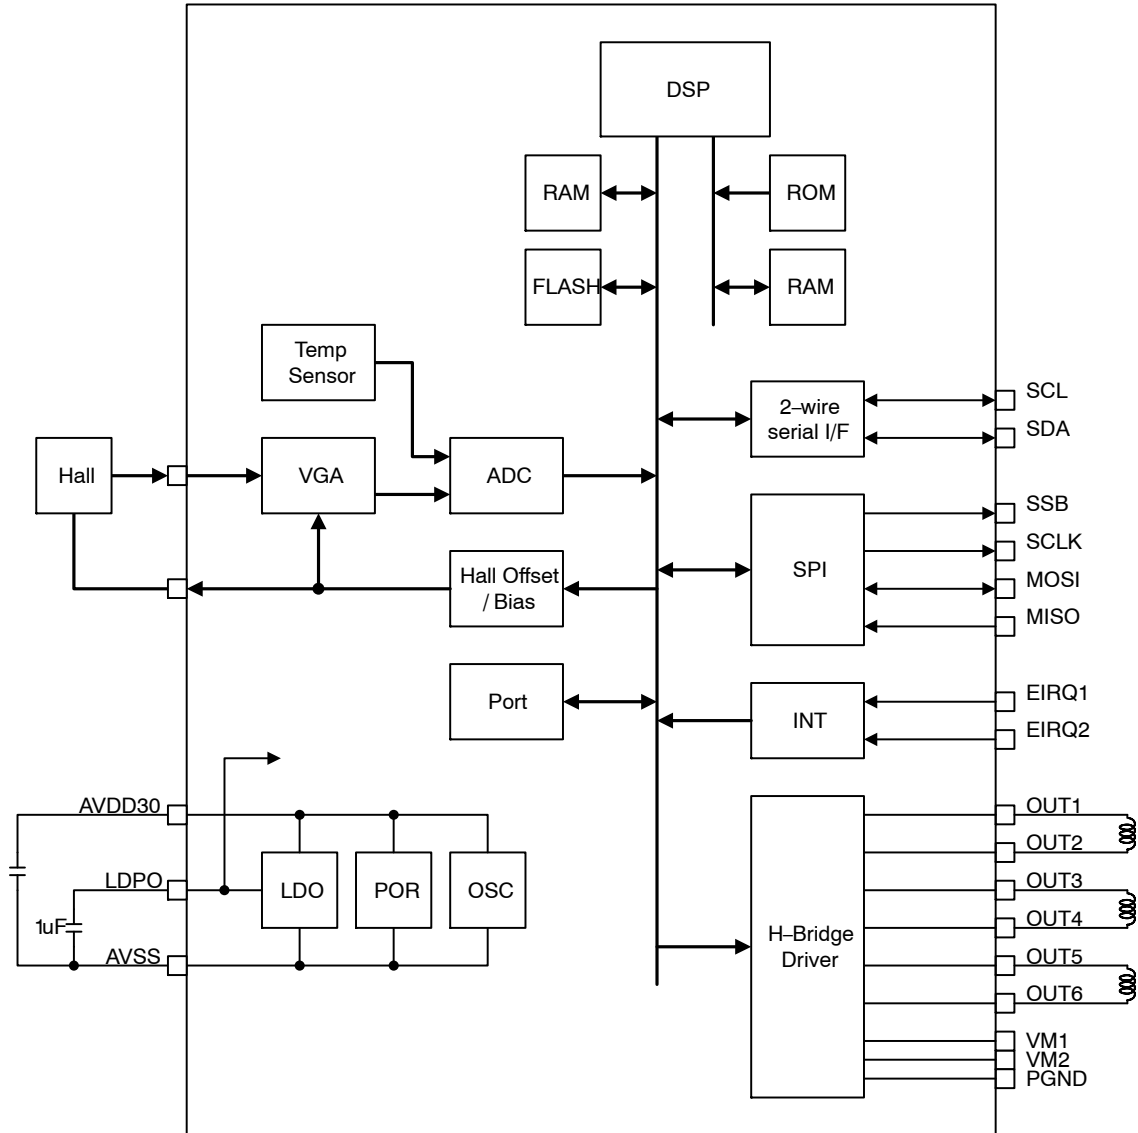 DSP
RAM
ROM
FLASH
RAM
Temp
Sensor
2–wire
serial I/F
SCL
SDA
Hall
VGA
ADC
SSB
SCLK
MOSI
MISO
SPI
Hall Offset
/ Bias
Port
INT
EIRQ1
EIRQ2
AVDD30
LDPO
1uF
AVSS
LDO
POR
OSC
H–Bridge
Driver
OUT1
OUT2
OUT3
OUT4
OUT5
OUT6
VM1
VM2
PGND